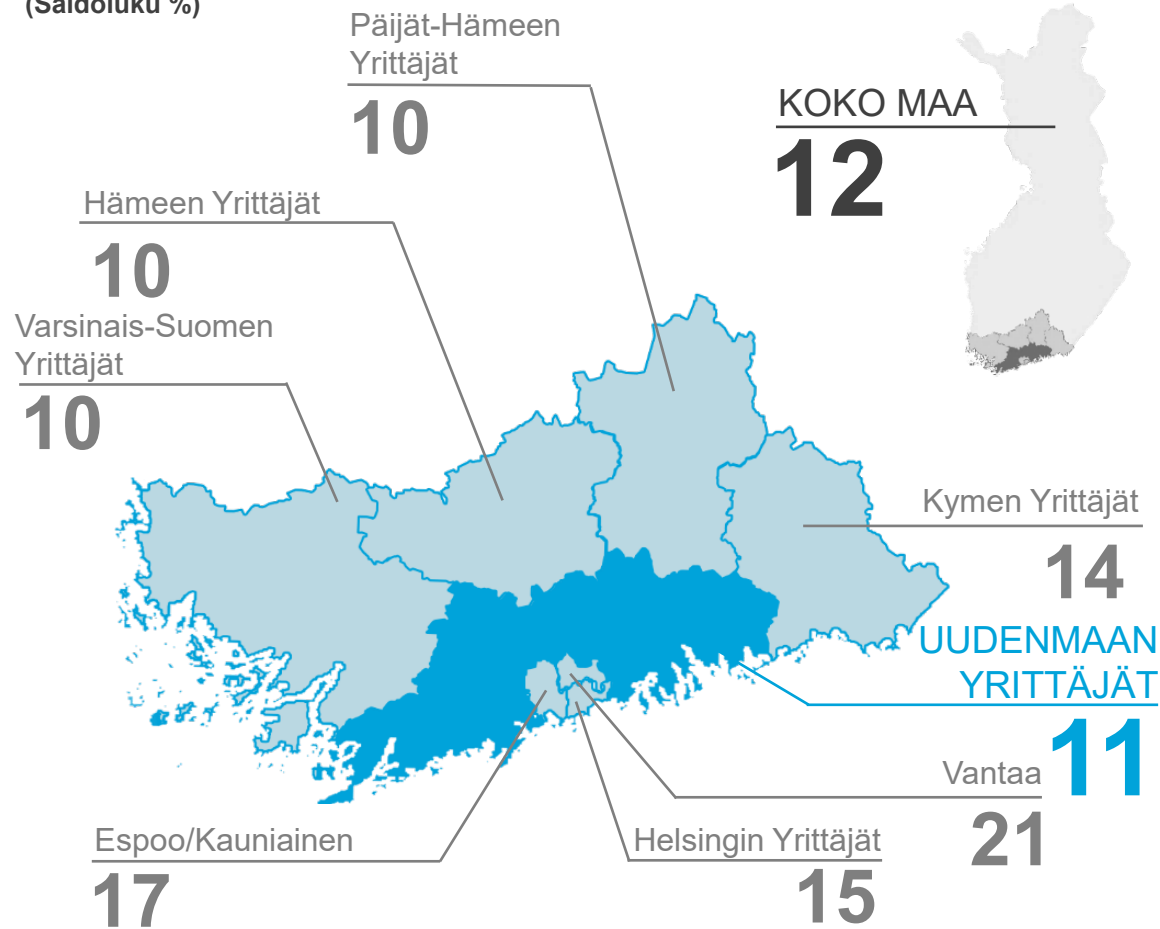 (Saldoluku %)
Päijät-Hämeen
Yrittäjät
10
KOKO MAA
12
Hämeen Yrittäjät
10
Varsinais-Suomen
Yrittäjät
10
Kymen Yrittäjät
14
UUDENMAAN
YRITTÄJÄT
11
Vantaa
21
Espoo/Kauniainen
17
Helsingin Yrittäjät
15